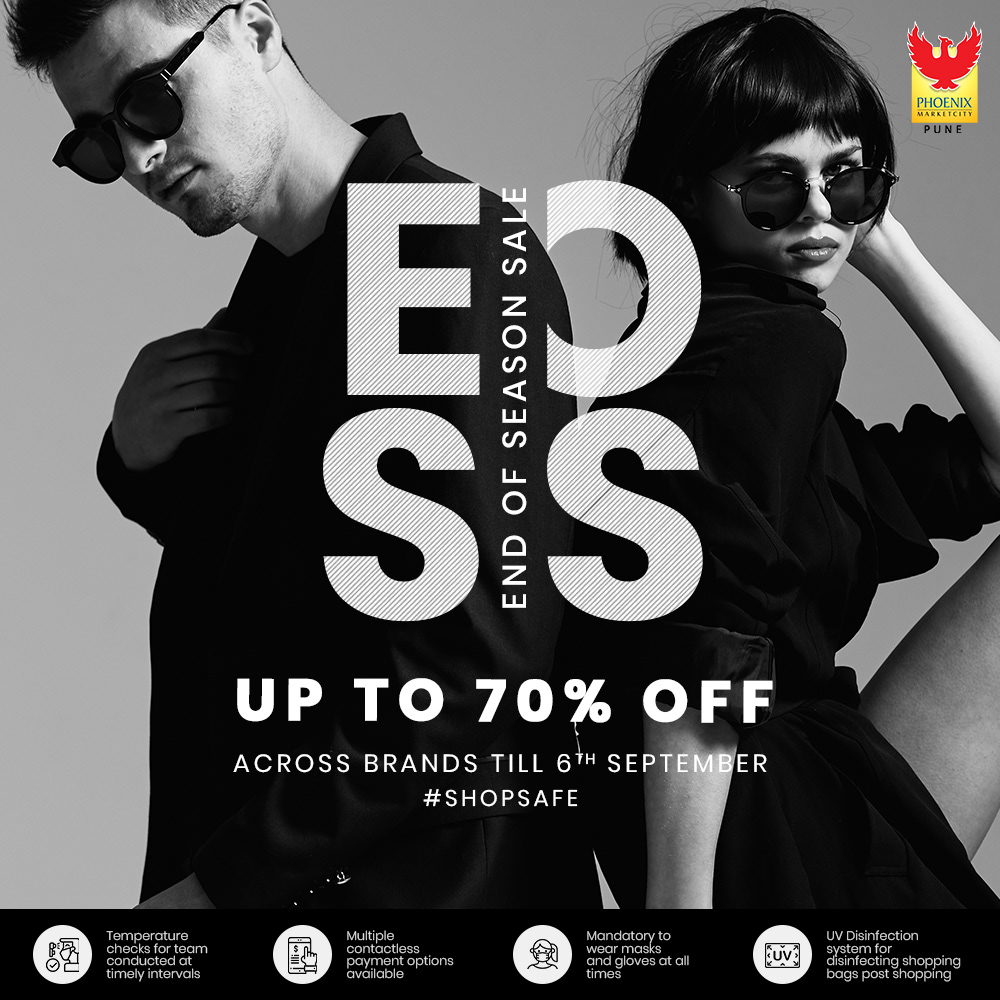 PHOENIX
MARKETCITY
PUNE
EO
END OF SEASON SALE
SS
UP TO 70% OFF
ACROSS BRANDS TILL 6TH SEPTEMBER
#SHOPSAFE
Temperature
checks for team
conducted at
timely intervals
Multiple
contactless
payment options
available
Mandatory to
wear masks
and gloves at all
times
UV
UV Disinfection
system for
disinfecting shopping
bags post shopping